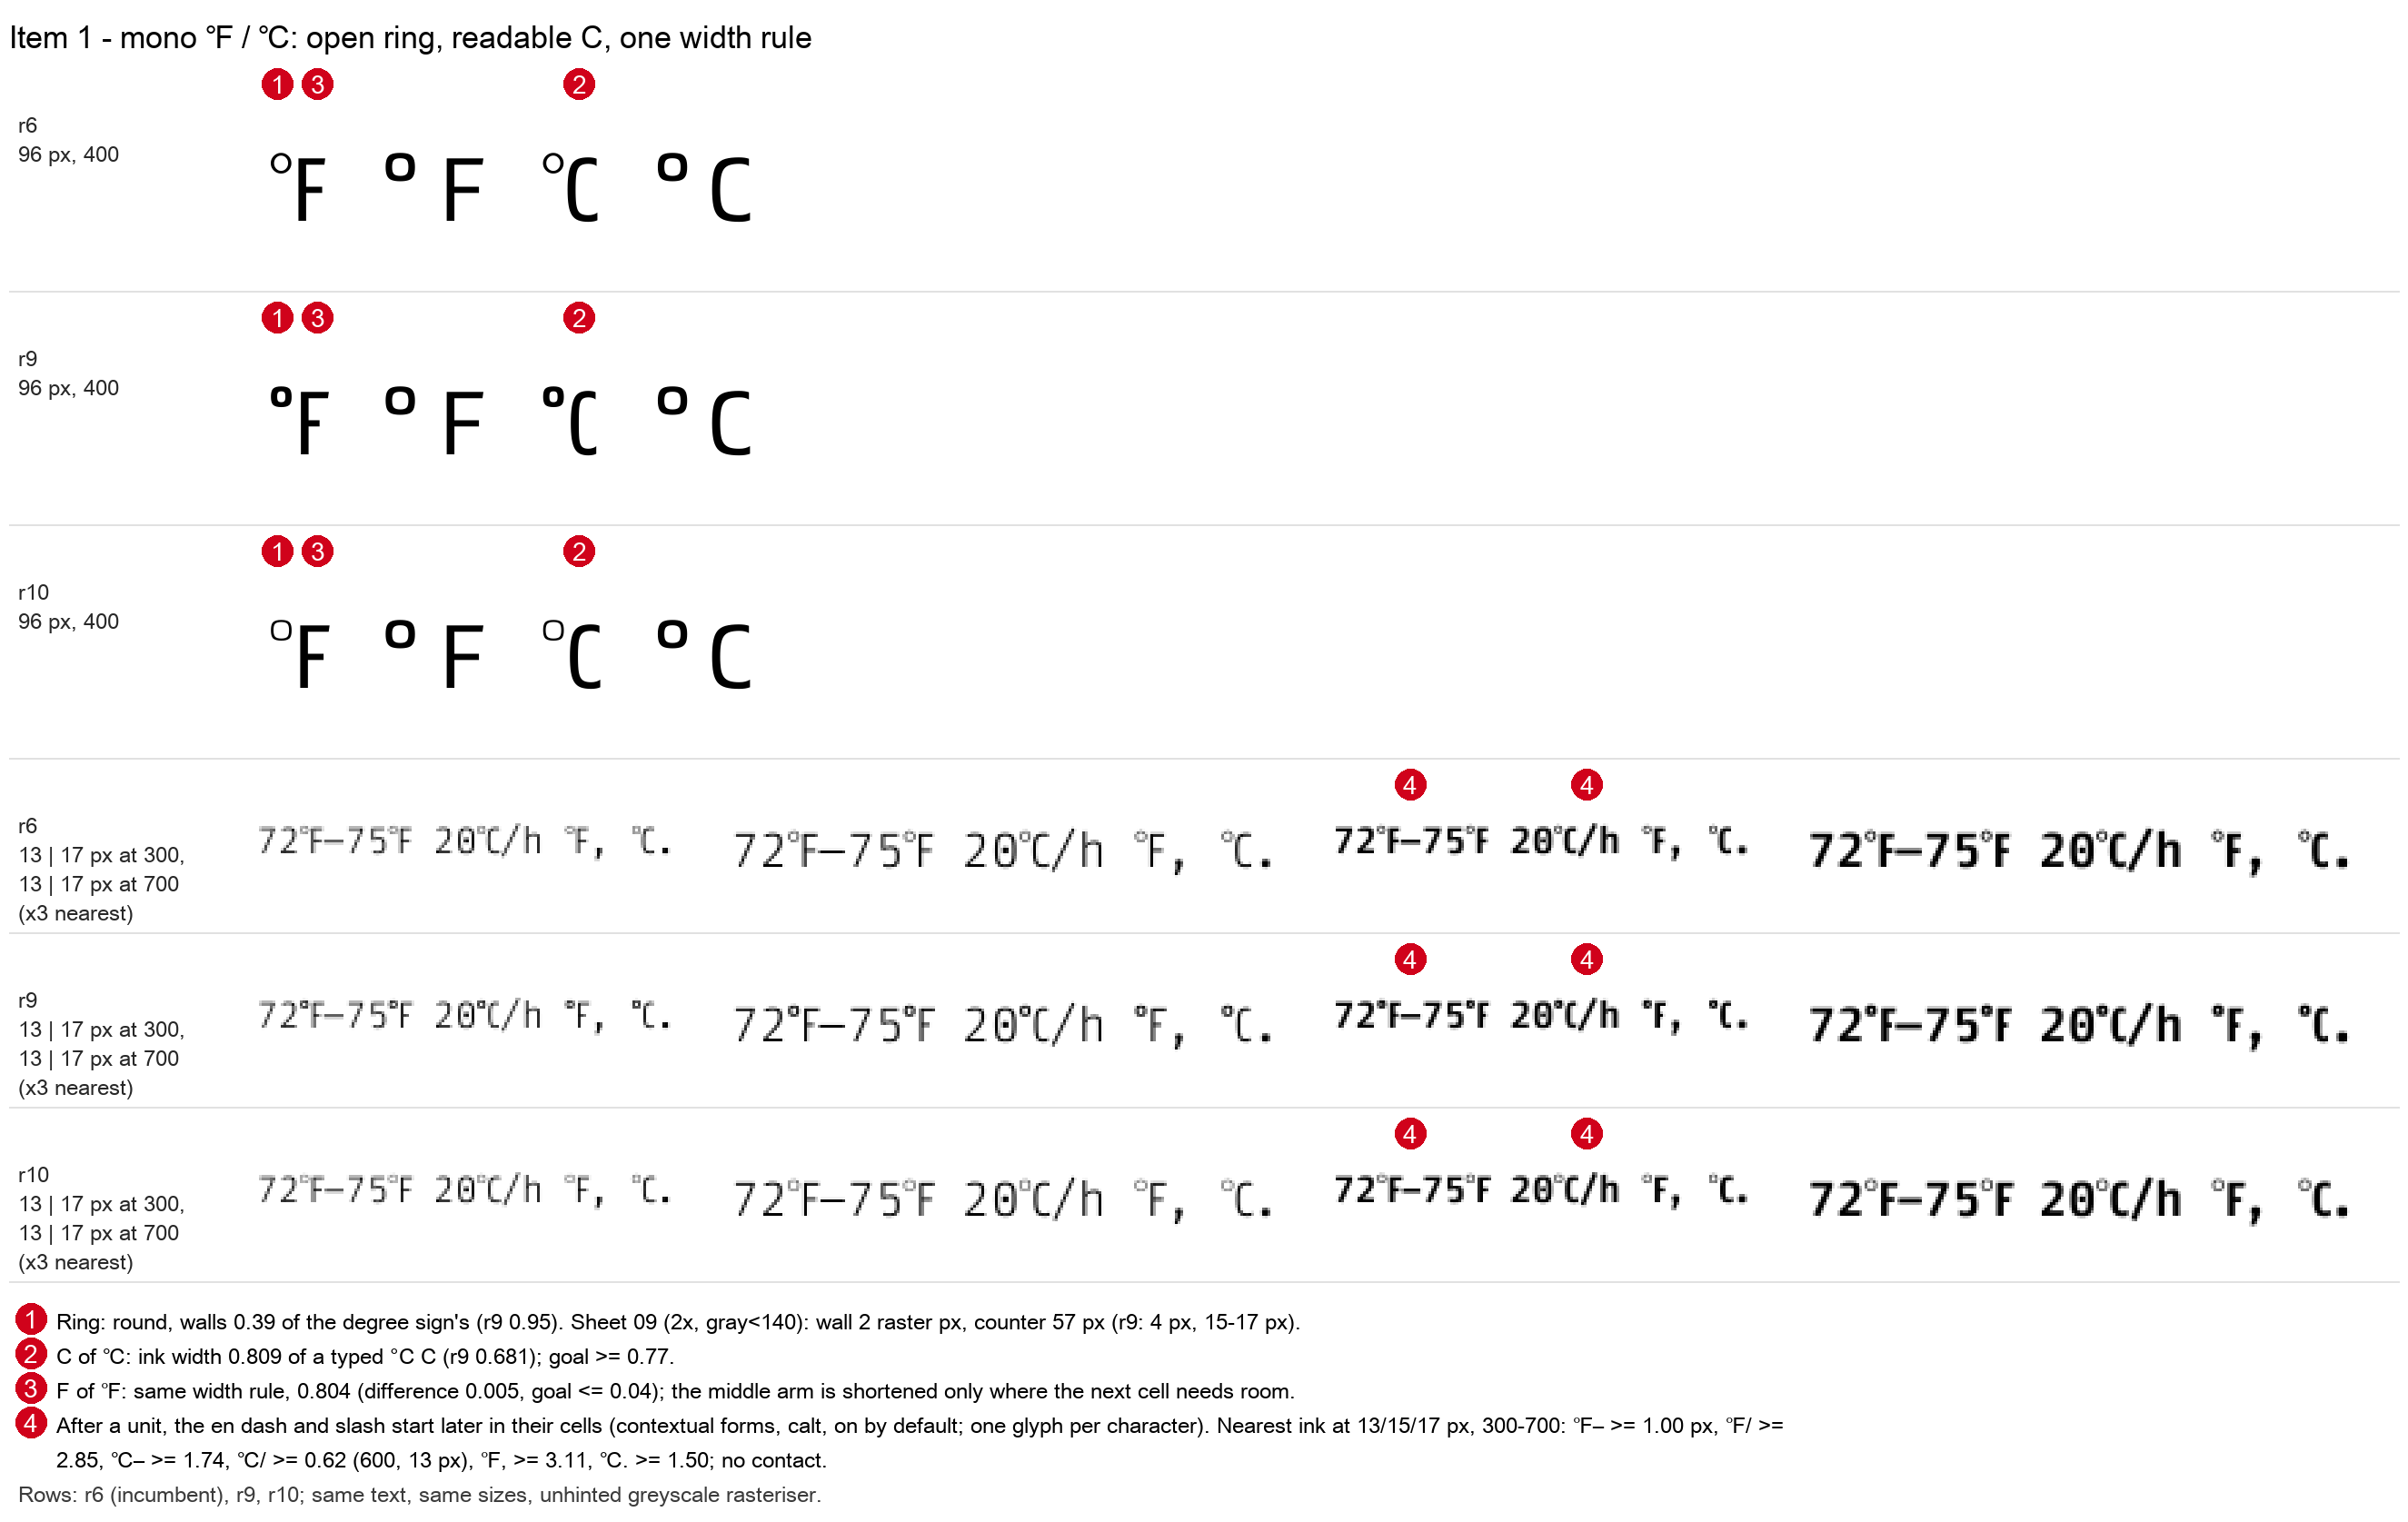 Item 1 - mono ℉ / ℃: open ring, readable C, one width rule
1 3 2
r6
96 px, 400
℉ °F ℃ °C
1 3 2
r9
96 px, 400
℉ °F ℃ °C
1 3 2
r10
96 px, 400
℉ °F ℃ °C
4 4
r6
13 | 17 px at 300,
13 | 17 px at 700
(x3 nearest)
72℉–75℉ 20℃/h ℉, ℃. 72℉–75℉ 20℃/h ℉, ℃. 72℉–75℉ 20℃/h ℉, ℃. 72℉–75℉ 20℃/h ℉, ℃.
4 4
r9
13 | 17 px at 300,
13 | 17 px at 700
(x3 nearest)
72℉–75℉ 20℃/h ℉, ℃. 72℉–75℉ 20℃/h ℉, ℃. 72℉–75℉ 20℃/h ℉, ℃. 72℉–75℉ 20℃/h ℉, ℃.
4 4
r10
13 | 17 px at 300,
13 | 17 px at 700
(x3 nearest)
72℉–75℉ 20℃/h ℉, ℃. 72℉–75℉ 20℃/h ℉, ℃. 72℉–75℉ 20℃/h ℉, ℃. 72℉–75℉ 20℃/h ℉, ℃.
1 Ring: round, walls 0.39 of the degree sign's (r9 0.95). Sheet 09 (2x, gray<140): wall 2 raster px, counter 57 px (r9: 4 px, 15-17 px).
2 C of ℃: ink width 0.809 of a typed °C C (r9 0.681); goal >= 0.77.
3 F of ℉: same width rule, 0.804 (difference 0.005, goal <= 0.04); the middle arm is shortened only where the next cell needs room.
4 After a unit, the en dash and slash start later in their cells (contextual forms, calt, on by default; one glyph per character). Nearest ink at 13/15/17 px, 300-700: ℉– >= 1.00 px, ℉/ >=
2.85, ℃– >= 1.74, ℃/ >= 0.62 (600, 13 px), ℉, >= 3.11, ℃. >= 1.50; no contact.
Rows: r6 (incumbent), r9, r10; same text, same sizes, unhinted greyscale rasteriser.